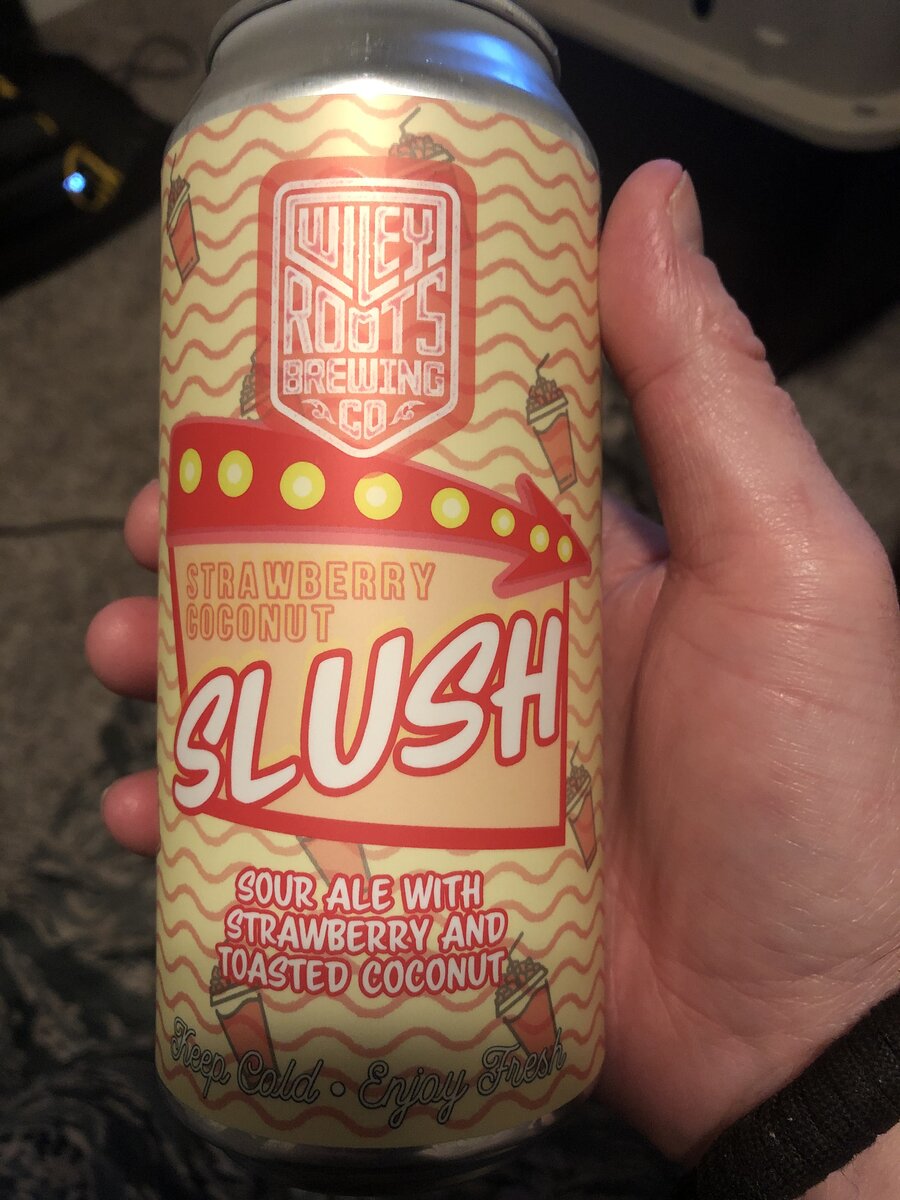 WILEY
ROOTS
BREWING
CO
STRAWBERRY
COCONUT
SLUSH
SOUR ALE WITH
STRAWBERRY AND
TOASTED COCONUT
Keep Cold • Enjoy Fresh